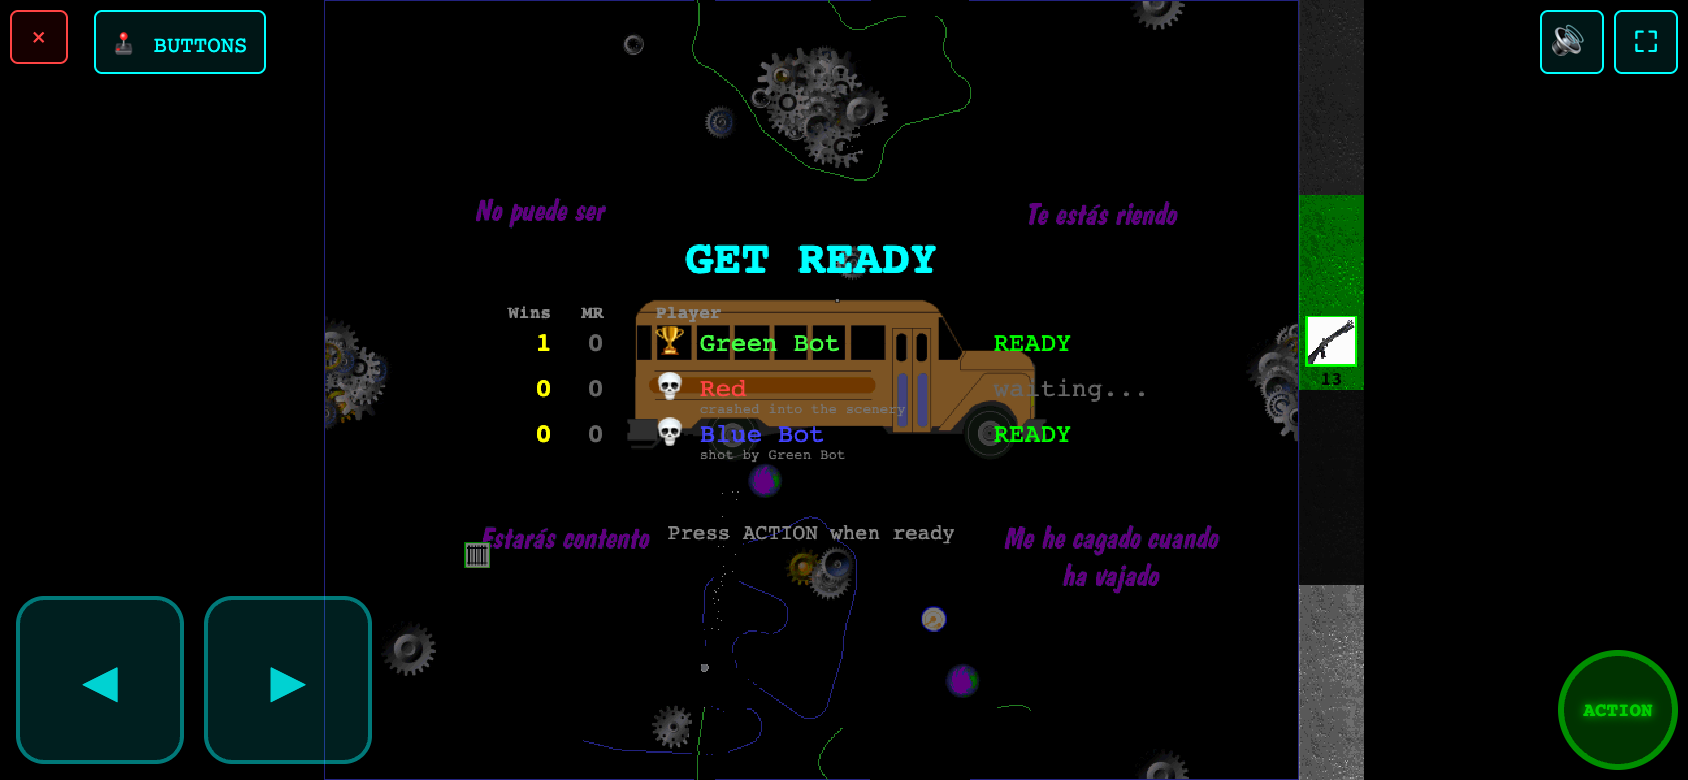 × BUTTONS
No puede ser
Te estás riendo
GET READY
Wins MR Player
1 0 Green Bot READY
0 0 Red waiting...
crashed into the scenery
0 0 Blue Bot READY
shot by Green Bot
13
Estarás contento
Press ACTION when ready
Me he cagado cuando
ha vajado
ACTION